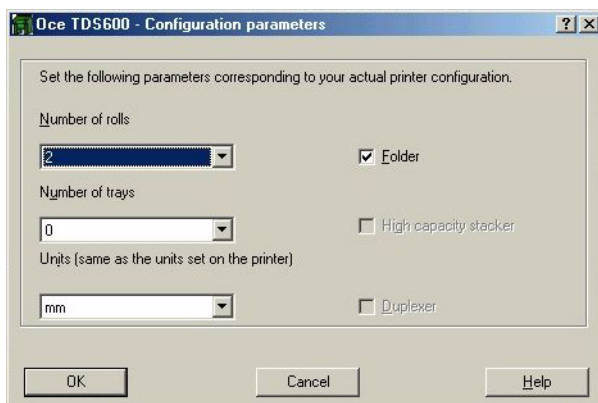 Oce TDS600 - Configuration parameters
Set the following parameters corresponding to your actual printer configuration.
Number of rolls
2
Folder
Number of trays
0
High capacity stacker
Units (same as the units set on the printer)
mm
Duplexer
OK
Cancel
Help